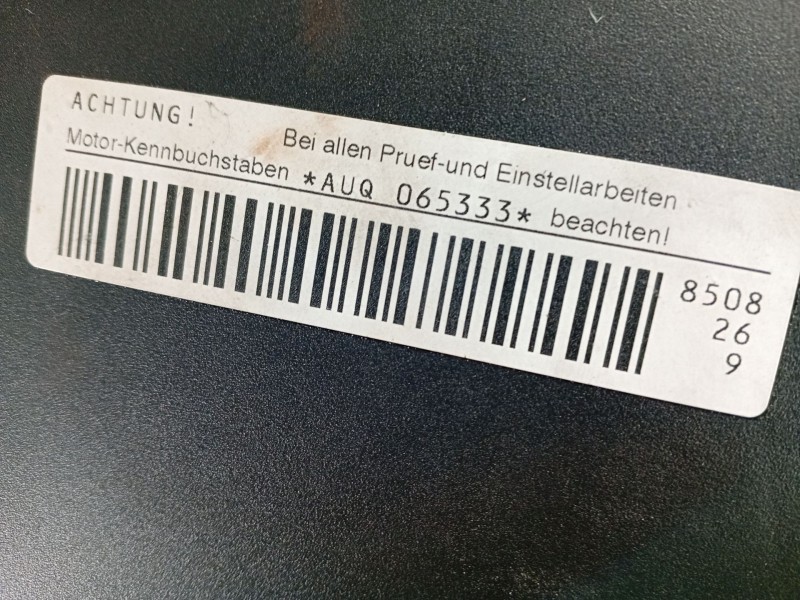 ACHTUNG!
Bei allen Pruef-und Einstellarbeiten
Motor-Kennbuchstaben *AUQ 065333* beachten!
8508
26
9